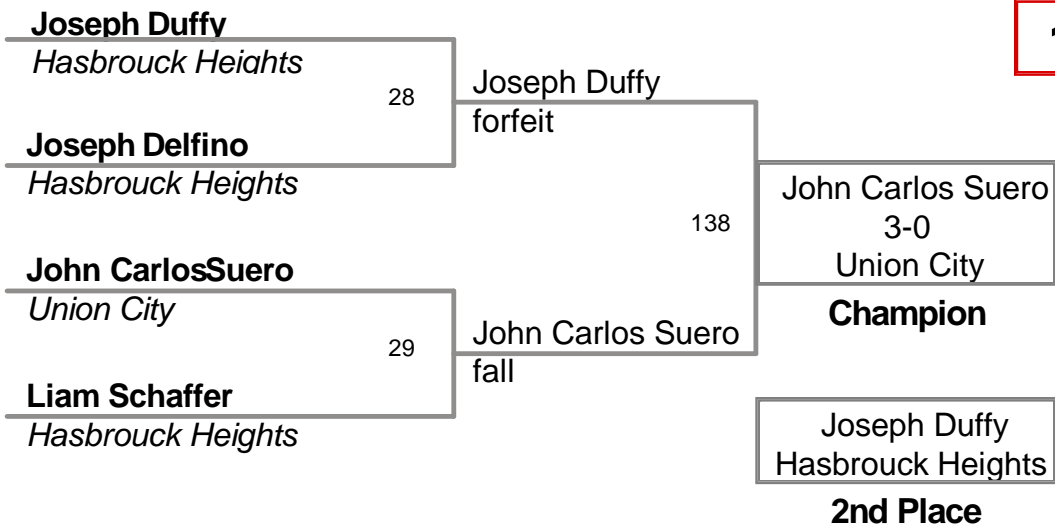 Joseph Duffy
Hasbrouck Heights
28
Joseph Duffy
forfeit
Joseph Delfino
Hasbrouck Heights
138
John Carlos Suero
3-0
Union City
Champion
John CarlosSuero
Union City
29
John Carlos Suero
fall
Liam Schaffer
Hasbrouck Heights
Joseph Duffy
Hasbrouck Heights
2nd Place